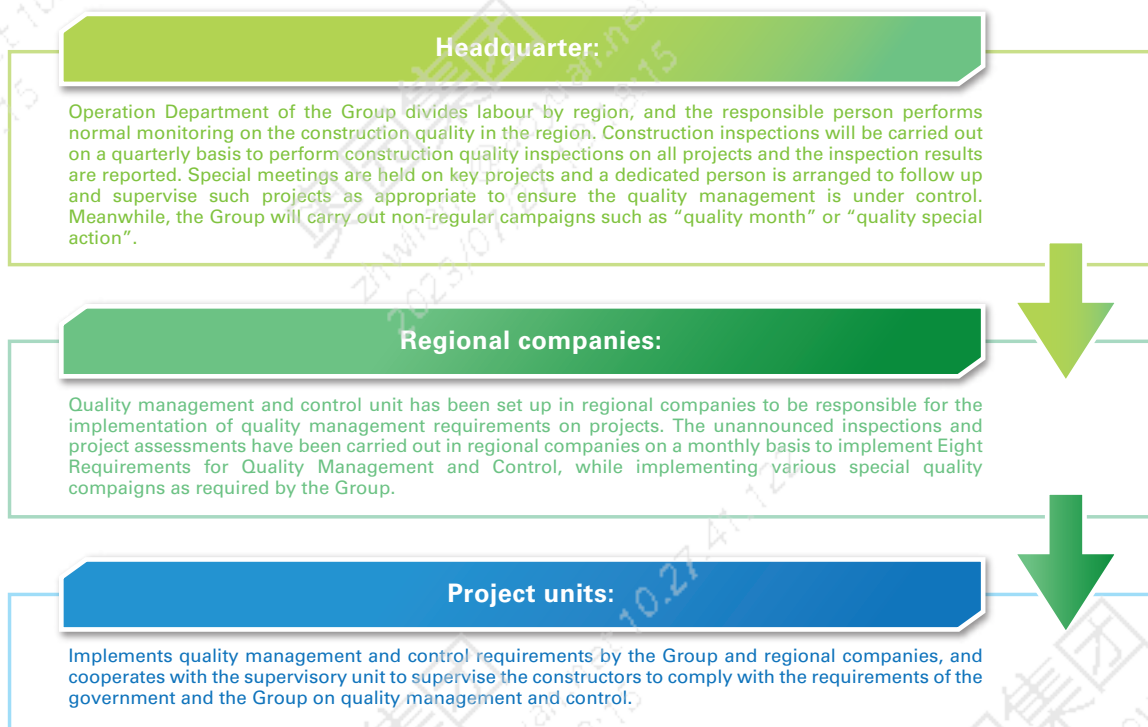 Headquarter:
Operation Department of the Group divides labour by region, and the responsible person performs
normal monitoring on the construction quality in the region. Construction inspections will be carried out
on a quarterly basis to perform construction quality inspections on all projects and the inspection results
are reported. Special meetings are held on key projects and a dedicated person is arranged to follow up
and supervise such projects as appropriate to ensure the quality management is under control.
Meanwhile, the Group will carry out non-regular campaigns such as “quality month” or “quality special
action”.
Regional companies:
Quality management and control unit has been set up in regional companies to be responsible for the
implementation of quality management requirements on projects. The unannounced inspections and
project assessments have been carried out in regional companies on a monthly basis to implement Eight
Requirements for Quality Management and Control, while implementing various special quality
compaigns as required by the Group.
Project units:
Implements quality management and control requirements by the Group and regional companies, and
cooperates with the supervisory unit to supervise the constructors to comply with the requirements of the
government and the Group on quality management and control.